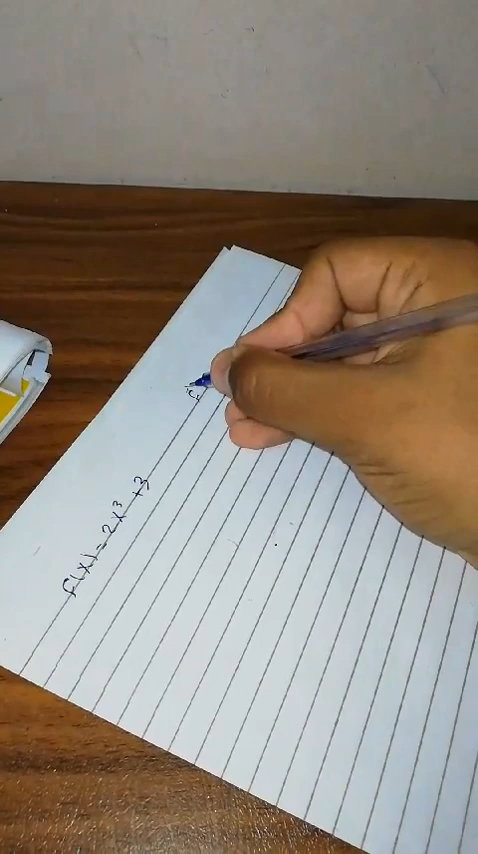 F(x) = 2x³ + 3